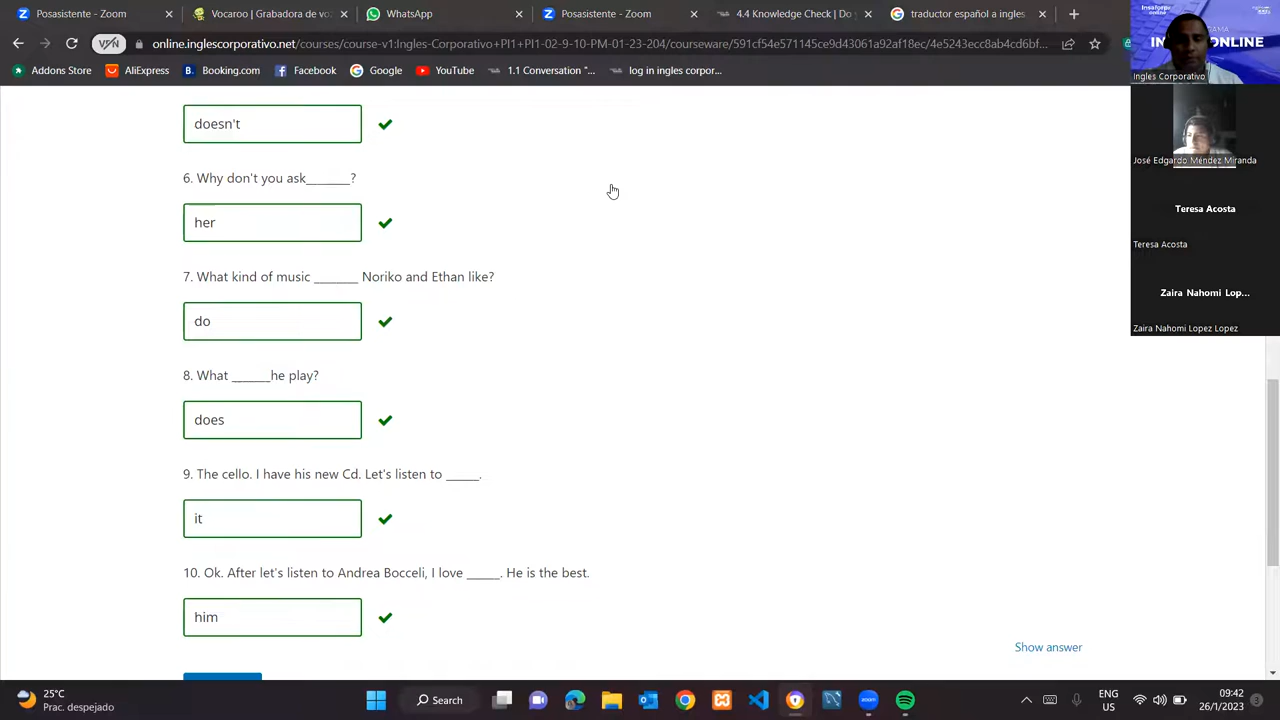 Posasistente - Zoom
Vocaroo | Grabadora de voz
WhatsApp
Posasistente - Zoom
4.4 Knowledge Check | Do
traductor español a ingles
VPN
online.inglescorporativo.net/courses/course-v1:InglesCorporativo+PTI-1102-9-10-PM-01-23-204/courseware/591cf54e571145ce9d43061a92af18ec/4e5243ecc8ab4cd6bf...
Addons Store
AliExpress
Booking.com
Facebook
Google
YouTube
1.1 Conversation "...
log in ingles corpor...
Ingles Corporativo
José Edgardo Méndez Miranda
Teresa Acosta
Teresa Acosta
Zaira Nahomi Lop...
Zaira Nahomi Lopez Lopez
doesn't
6. Why don't you ask_______?
her
7. What kind of music _______ Noriko and Ethan like?
do
8. What ______he play?
does
9. The cello. I have his new Cd. Let's listen to _____.
it
10. Ok. After let's listen to Andrea Bocceli, I love _____. He is the best.
him
Show answer
25°C
Prac. despejado
Search
ENG
US
09:42
26/1/2023